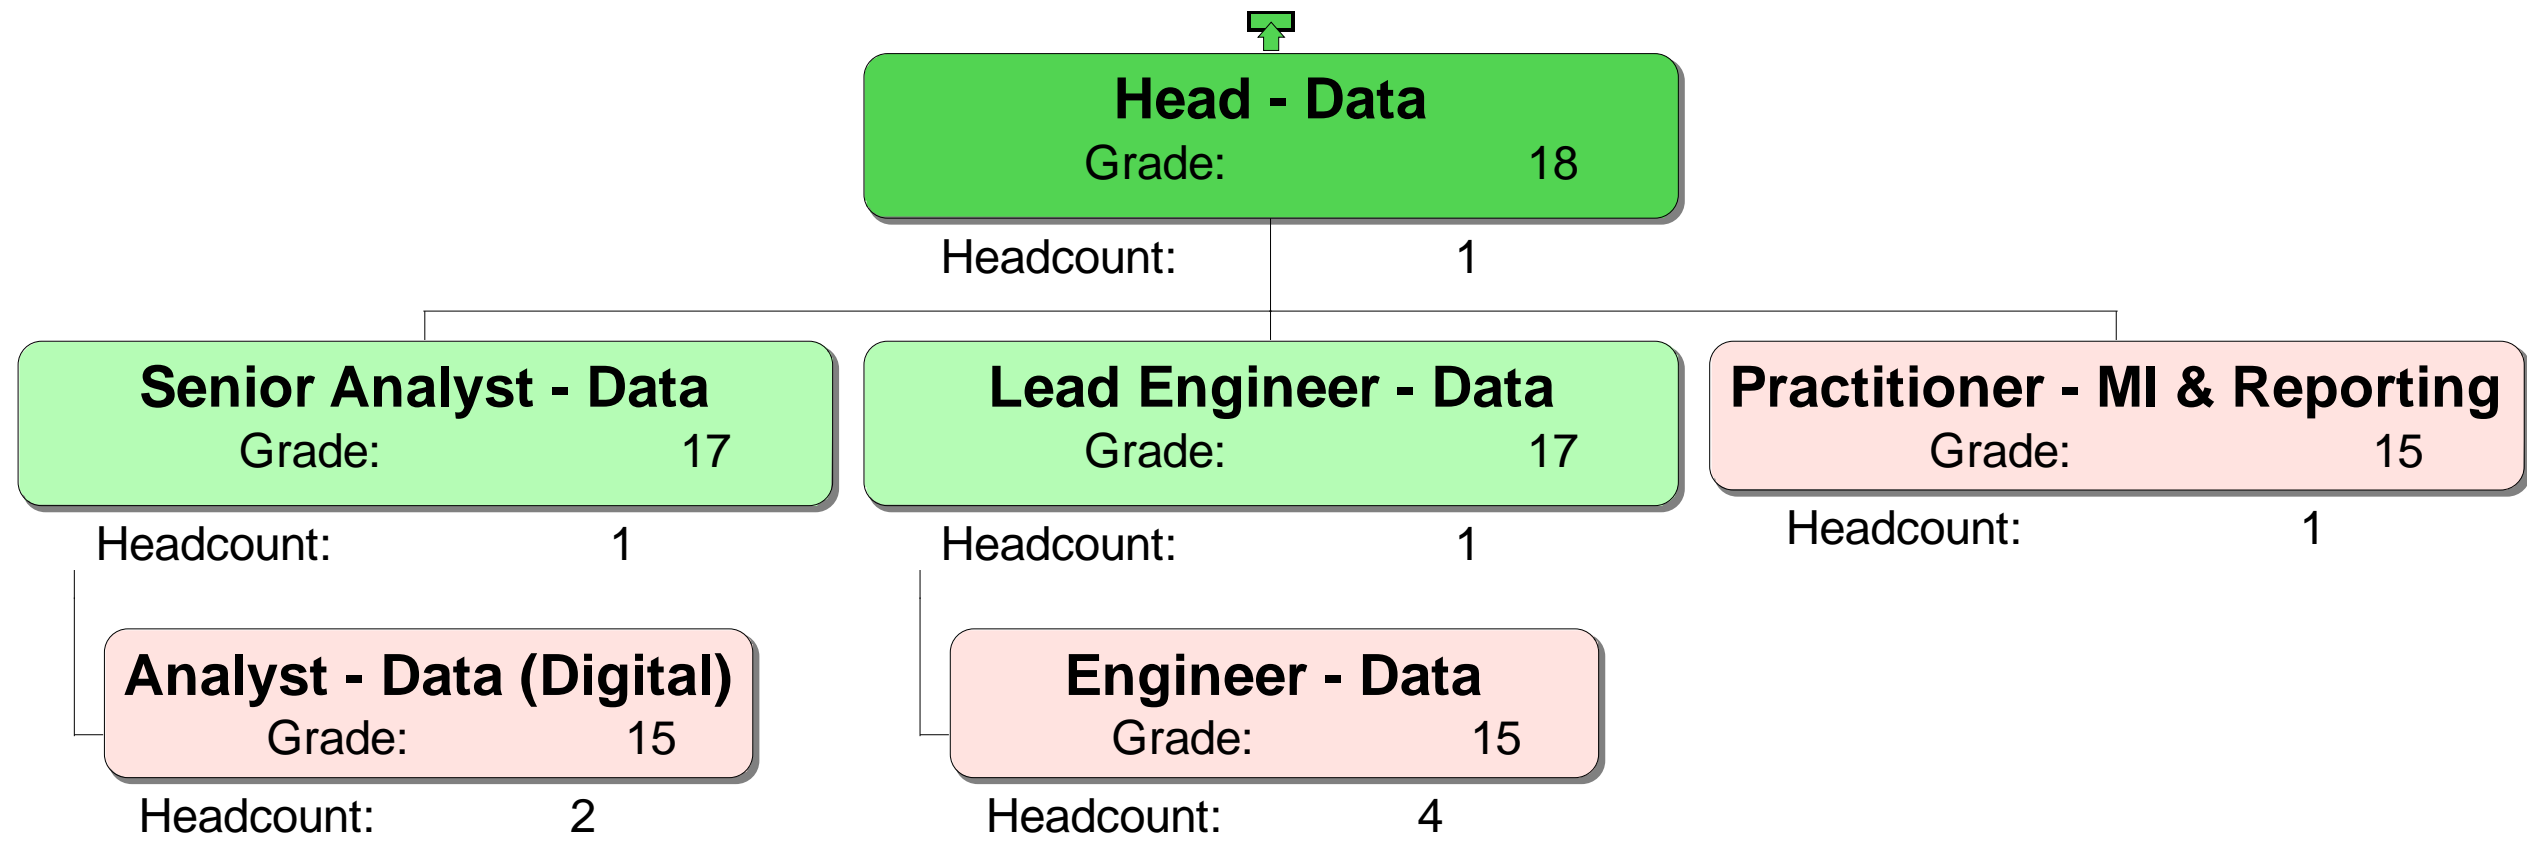 Head - Data
Grade: 18
Headcount: 1
Senior Analyst - Data
Grade: 17
Headcount: 1
Lead Engineer - Data
Grade: 17
Headcount: 1
Practitioner - MI & Reporting
Grade: 15
Headcount: 1
Analyst - Data (Digital)
Grade: 15
Headcount: 2
Engineer - Data
Grade: 15
Headcount: 4